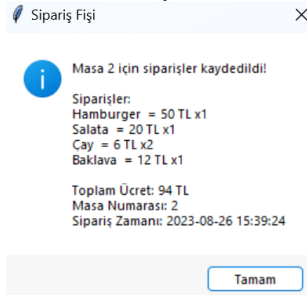 Sipariş Fişi
Masa 2 için siparişler kaydedildi!
Siparişler:
Hamburger = 50 TL x1
Salata = 20 TL x1
Çay = 6 TL x2
Baklava = 12 TL x1
Toplam Ücret: 94 TL
Masa Numarası: 2
Sipariş Zamanı: 2023-08-26 15:39:24
Tamam